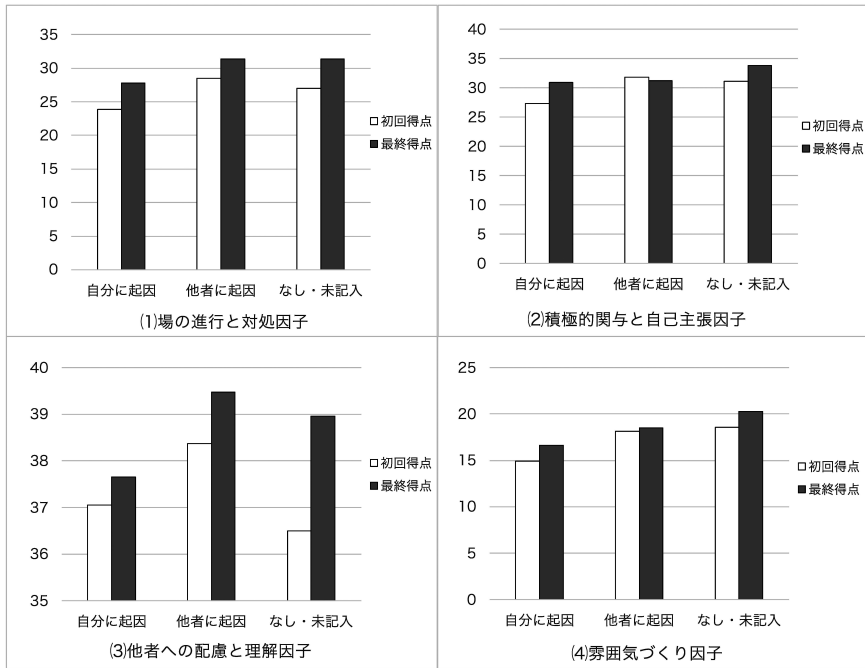 35
30
25
20
15
10
5
0
初回得点
最終得点
自分に起因 他者に起因 なし・未記入
⑴場の進行と対処因子
40
35
30
25
20
15
10
5
0
初回得点
最終得点
自分に起因 他者に起因 なし・未記入
⑵積極的関与と自己主張因子
40
39
38
37
36
35
初回得点
最終得点
自分に起因 他者に起因 なし・未記入
⑶他者への配慮と理解因子
25
20
15
10
5
0
初回得点
最終得点
自分に起因 他者に起因 なし・未記入
⑷雰囲気づくり因子